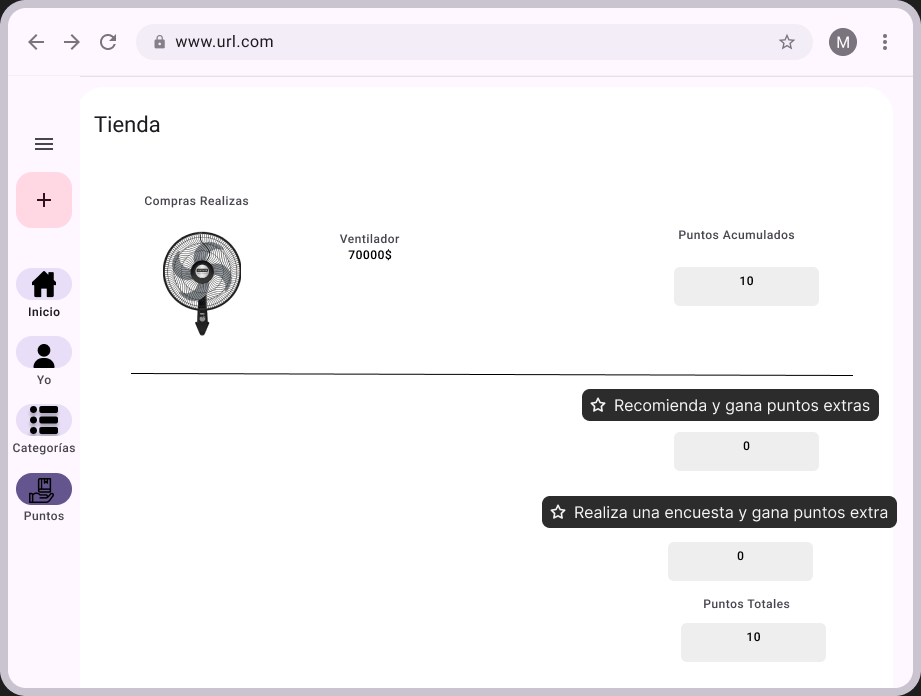 www.url.com
M
Tienda
Compras Realizas
Ventilador
70000$
Puntos Acumulados
10
Inicio
Yo
Categorías
Puntos
Recomienda y gana puntos extras
0
Realiza una encuesta y gana puntos extra
0
Puntos Totales
10